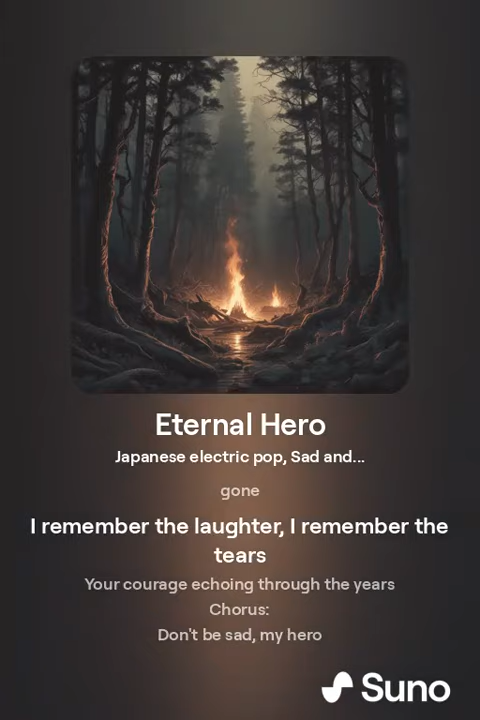 Eternal Hero
Japanese electric pop, Sad and...
gone
I remember the laughter, I remember the
tears
Your courage echoing through the years
Chorus:
Don't be sad, my hero
Suno